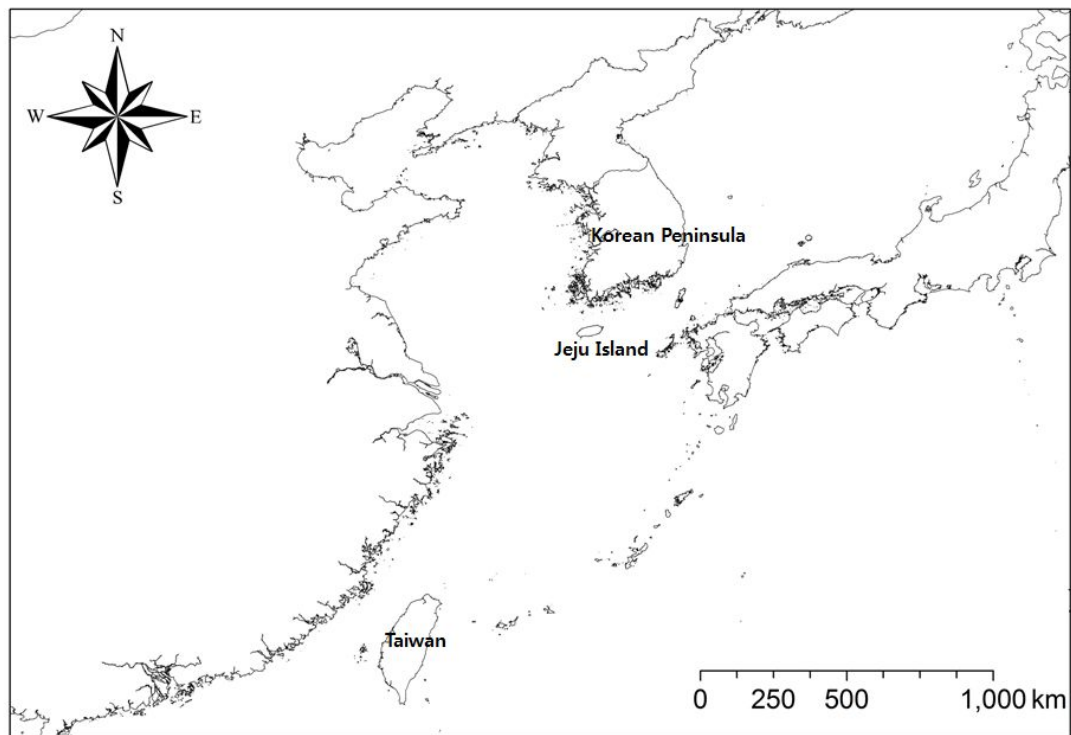 N
W E
S
Korean Peninsula
Jeju Island
Taiwan
0 250 500 1,000 km